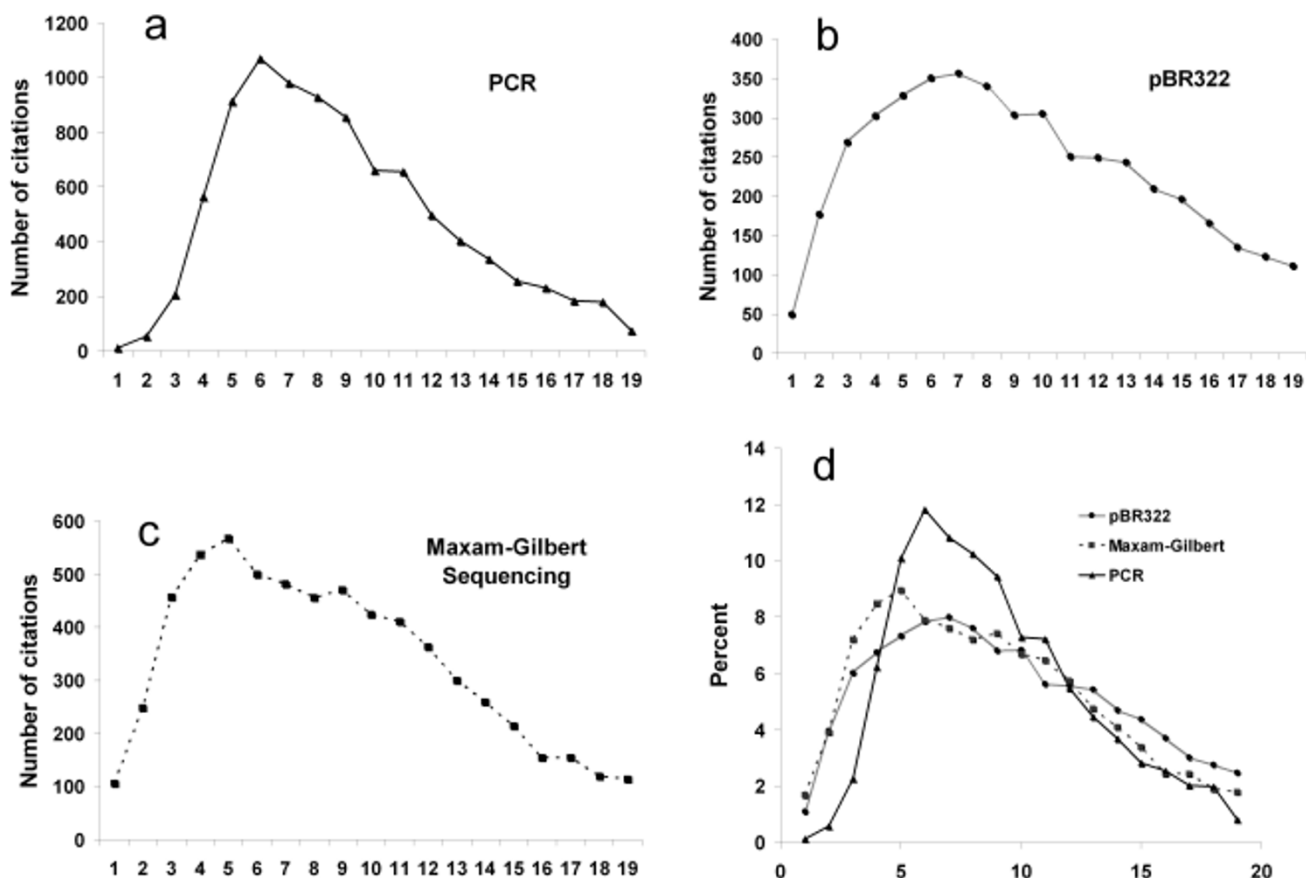 a
PCR
Number of citations
1200
1000
800
600
400
200
0
1 2 3 4 5 6 7 8 9 10 11 12 13 14 15 16 17 18 19
b
pBR322
Number of citations
400
350
300
250
200
150
100
50
0
1 2 3 4 5 6 7 8 9 10 11 12 13 14 15 16 17 18 19
c
Maxam-Gilbert
Sequencing
Number of citations
600
500
400
300
200
100
0
1 2 3 4 5 6 7 8 9 10 11 12 13 14 15 16 17 18 19
d
pBR322
Maxam-Gilbert
PCR
Percent
14
12
10
8
6
4
2
0
0 5 10 15 20